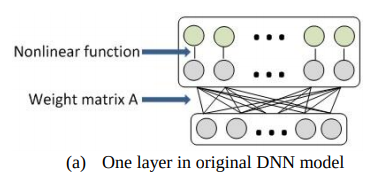 Nonlinear function
Weight matrix A
(a) One layer in original DNN model